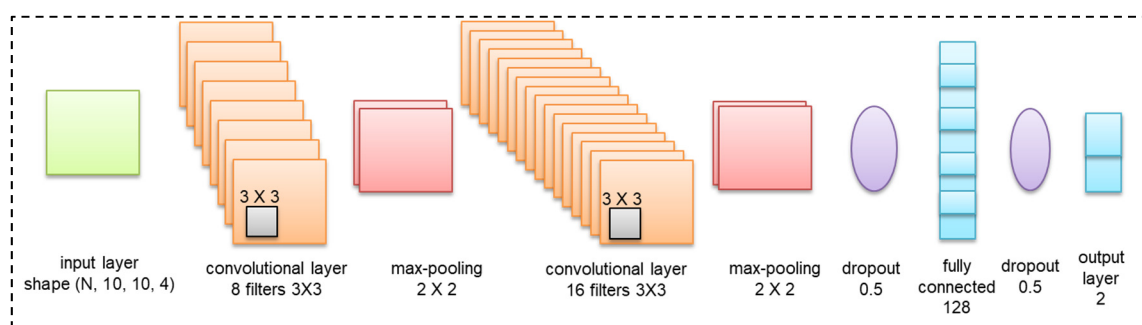 3 X 3
3 X 3
input layer
shape (N, 10, 10, 4)
convolutional layer
8 filters 3X3
max-pooling
2 X 2
convolutional layer
16 filters 3X3
max-pooling
2 X 2
dropout
0.5
fully
connected
128
dropout
0.5
output
layer
2